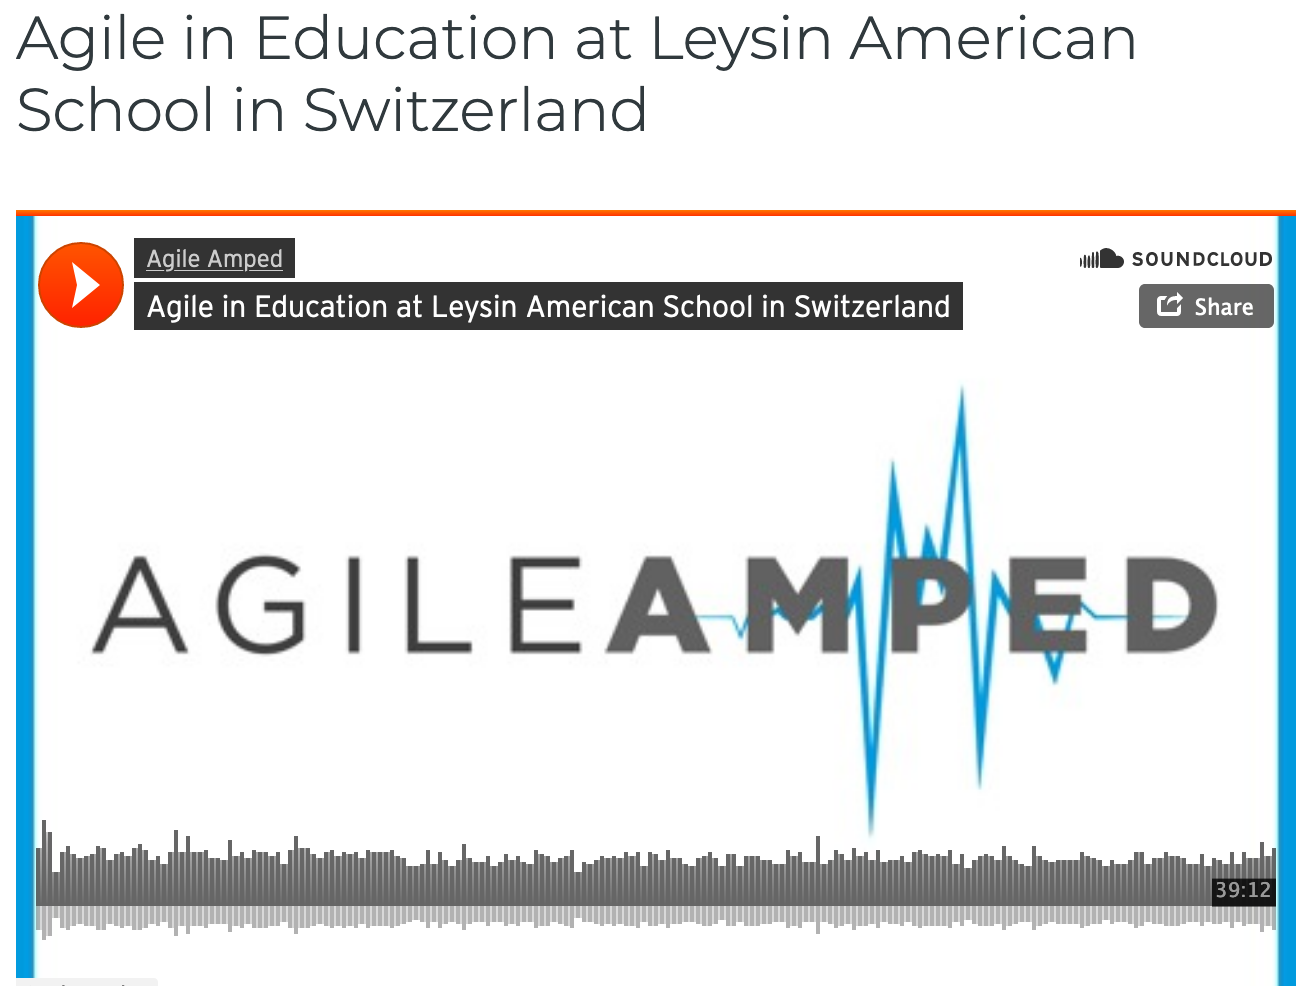 Agile in Education at Leysin American
School in Switzerland
Agile Amped
SOUNDCLOUD
Agile in Education at Leysin American School in Switzerland
Share
AGILEAMPED
39:12